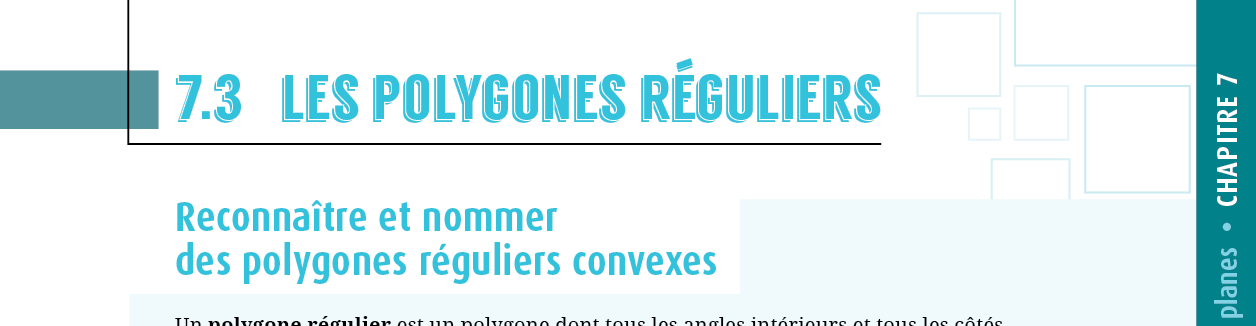 7.3 LES POLYGONES RÉGULIERS
Reconnaître et nommer
des polygones réguliers convexes
Un polygone régulier est un polygone dont tous les angles intérieurs et tous les côtés
planes • CHAPITRE 7